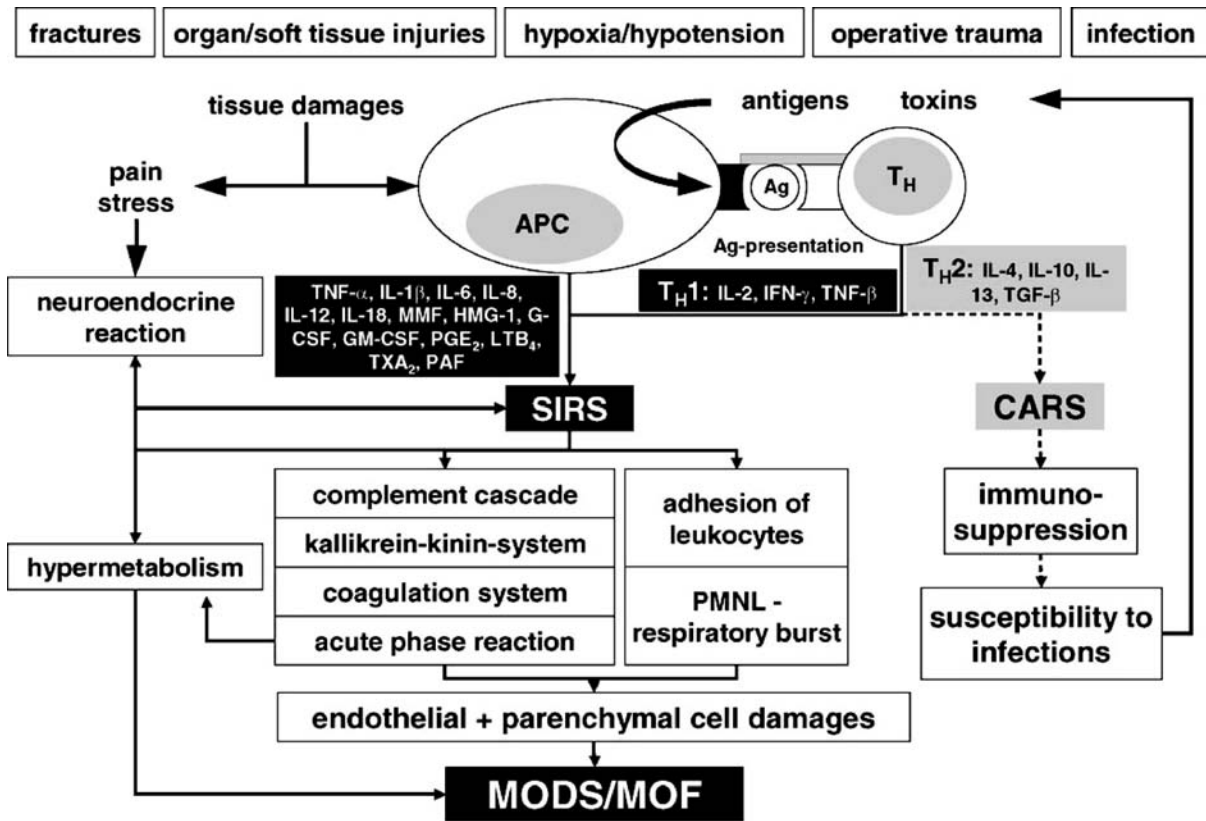 fractures
organ/soft tissue injuries
hypoxia/hypotension
operative trauma
infection
tissue damages
antigens
toxins
pain
stress
APC
Ag
T_H
Ag-presentation
neuroendocrine
reaction
TNF-α, IL-1β, IL-6, IL-8,
IL-12, IL-18, MMF, HMG-1, G-
CSF, GM-CSF, PGE₂, LTB₄,
TXA₂, PAF
T_H1: IL-2, IFN-γ, TNF-β
T_H2: IL-4, IL-10, IL-
13, TGF-β
SIRS
CARS
complement cascade
kallikrein-kinin-system
coagulation system
acute phase reaction
adhesion of
leukocytes
PMNL -
respiratory burst
immuno-
suppression
hypermetabolism
susceptibility to
infections
endothelial + parenchymal cell damages
MODS/MOF